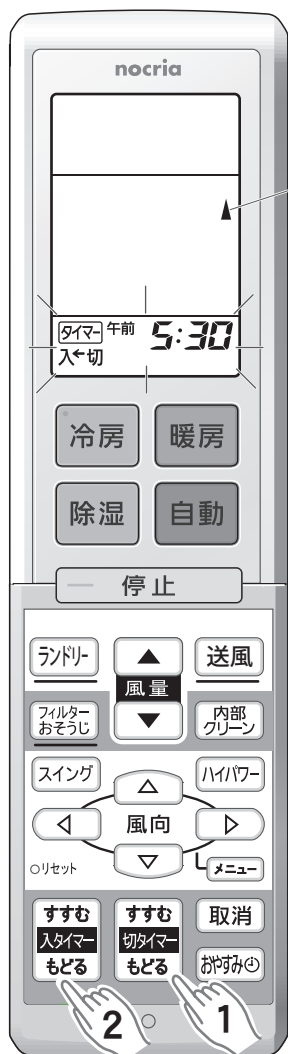 nocria
タイマー 午前 5:30
入←切
冷房 暖房
除湿 自動
停止
ランドリー ▲ 送風
風量
フィルターおそうじ ▼ 内部クリーン
スイング △ ハイパワー
◁ 風向 ▷
○リセット ▽ メニュー
すすむ すすむ 取消
入タイマー 切タイマー
もどる もどる おやすみ
2 1